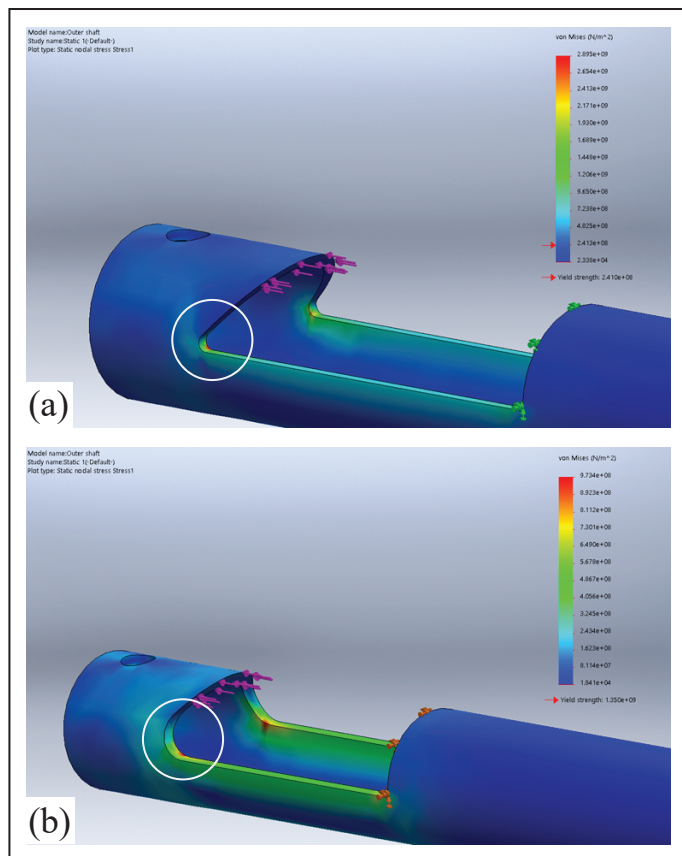 Model name:Outer shaft
Study name:Static 1(-Default-)
Plot type: Static nodal stress Stress1
von Mises (N/m^2)
2.895e+09
2.654e+09
2.413e+09
2.171e+09
1.930e+09
1.689e+09
1.448e+09
1.206e+09
9.650e+08
7.238e+08
4.825e+08
2.413e+08
2.338e+04
Yield strength: 2.410e+08
(a)
Model name:Outer shaft
Study name:Static 1(-Default-)
Plot type: Static nodal stress Stress1
von Mises (N/m^2)
9.734e+08
8.923e+08
8.112e+08
7.301e+08
6.490e+08
5.678e+08
4.867e+08
4.056e+08
3.245e+08
2.434e+08
1.623e+08
8.114e+07
1.841e+04
Yield strength: 1.350e+09
(b)